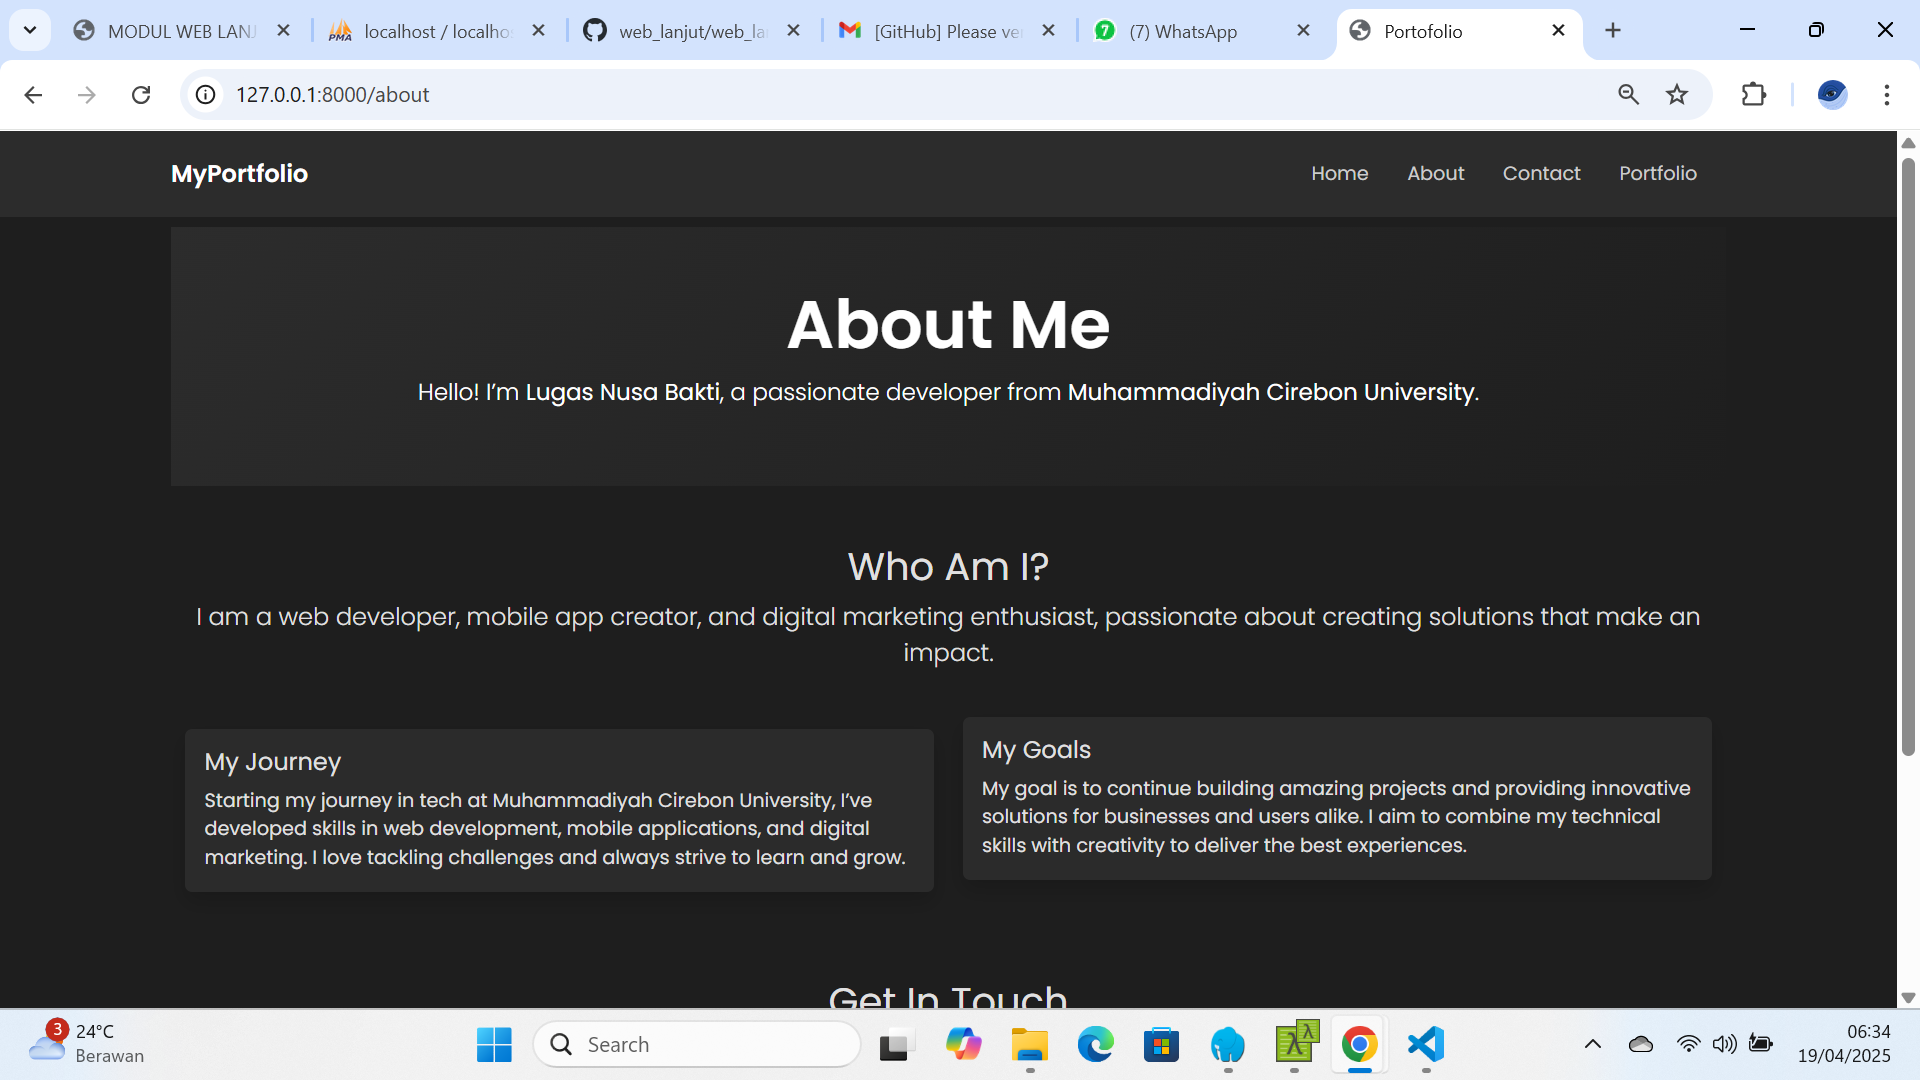 MODUL WEB LANJ
localhost / localho
web_lanjut/web_la
[GitHub] Please ve
7
(7) WhatsApp
Portofolio
127.0.0.1:8000/about
MyPortfolio
Home
About
Contact
Portfolio
About Me
Hello! I’m Lugas Nusa Bakti, a passionate developer from Muhammadiyah Cirebon University.
Who Am I?
I am a web developer, mobile app creator, and digital marketing enthusiast, passionate about creating solutions that make an
impact.
My Journey
Starting my journey in tech at Muhammadiyah Cirebon University, I’ve
developed skills in web development, mobile applications, and digital
marketing. I love tackling challenges and always strive to learn and grow.
My Goals
My goal is to continue building amazing projects and providing innovative
solutions for businesses and users alike. I aim to combine my technical
skills with creativity to deliver the best experiences.
Get In Touch
3
24°C
Berawan
Search
06:34
19/04/2025